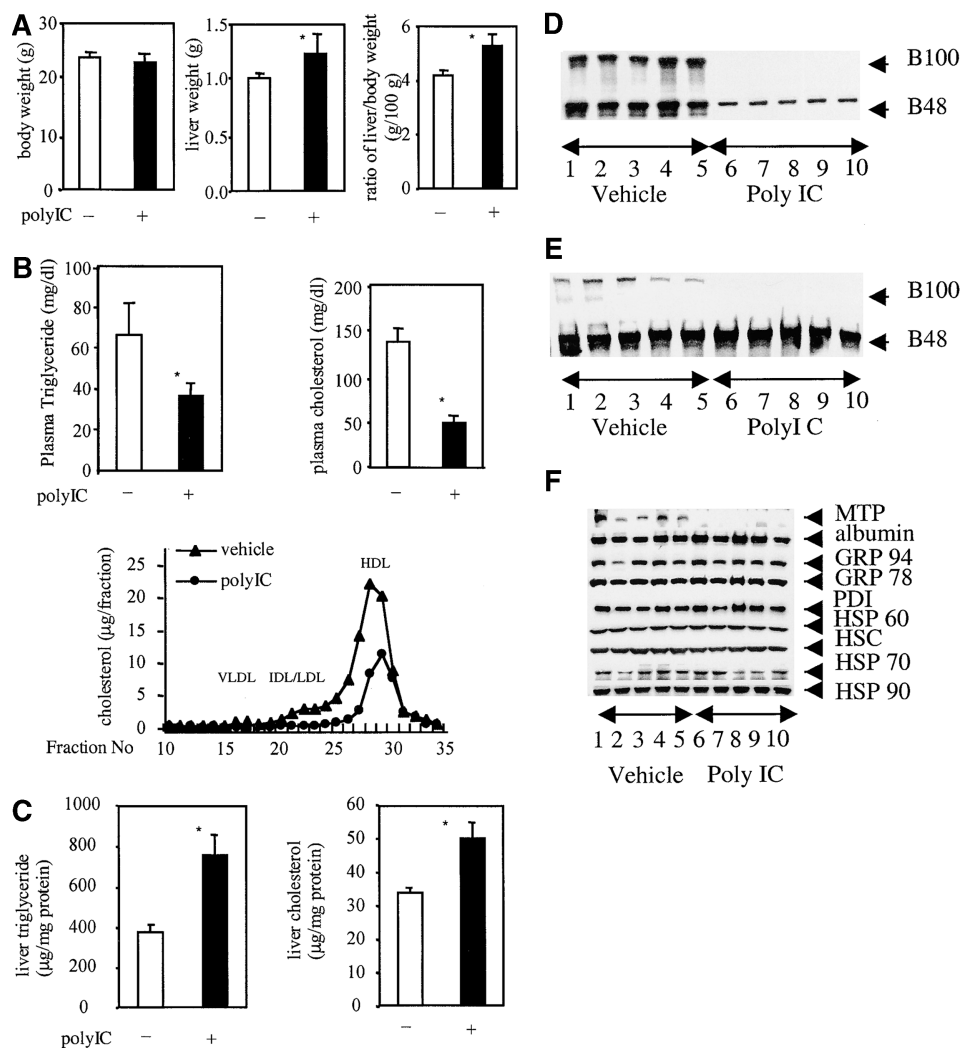 A
body weight (g)
30
20
10
0
liver weight (g)
1.5
1.0
0.5
0.0
*
ratio of liver/body weight
(g/100 g)
6
4
2
0
*
polyIC − + − + − +
B
Plasma Triglyceride (mg/dl)
100
80
60
40
20
0
*
polyIC − +
plasma cholesterol (mg/dl)
200
150
100
50
0
*
− +
vehicle
polyIC
cholesterol (µg/fraction)
25
20
15
10
5
0
VLDL IDL/LDL HDL
Fraction No 10 15 20 25 30 35
C
liver triglyceride
(µg/mg protein)
1000
800
600
400
200
0
*
polyIC − +
liver cholesterol
(µg/mg protein)
60
50
40
30
20
10
0
*
− +
D
B100
B48
1 2 3 4 5 6 7 8 9 10
Vehicle Poly IC
E
B100
B48
1 2 3 4 5 6 7 8 9 10
Vehicle PolyI C
F
MTP
albumin
GRP 94
GRP 78
PDI
HSP 60
HSC
HSP 70
HSP 90
1 2 3 4 5 6 7 8 9 10
Vehicle Poly IC